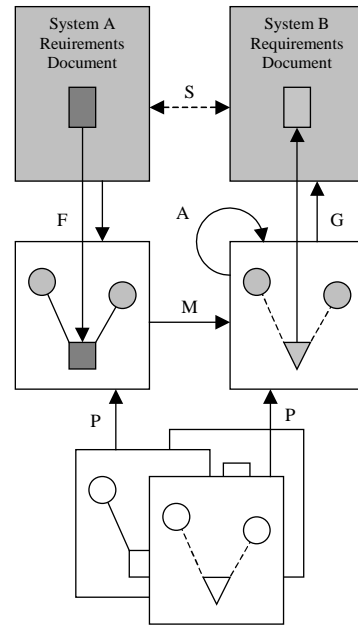 System A
Reuirements
Document
System B
Requirements
Document
S
F
A
G
M
P
P